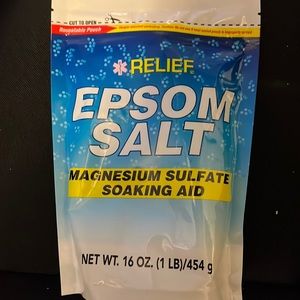 CUT TO OPEN
Resealable Pouch
RELIEF
EPSOM
SALT
MAGNESIUM SULFATE
SOAKING AID
NET WT. 16 OZ. (1 LB)/454 g